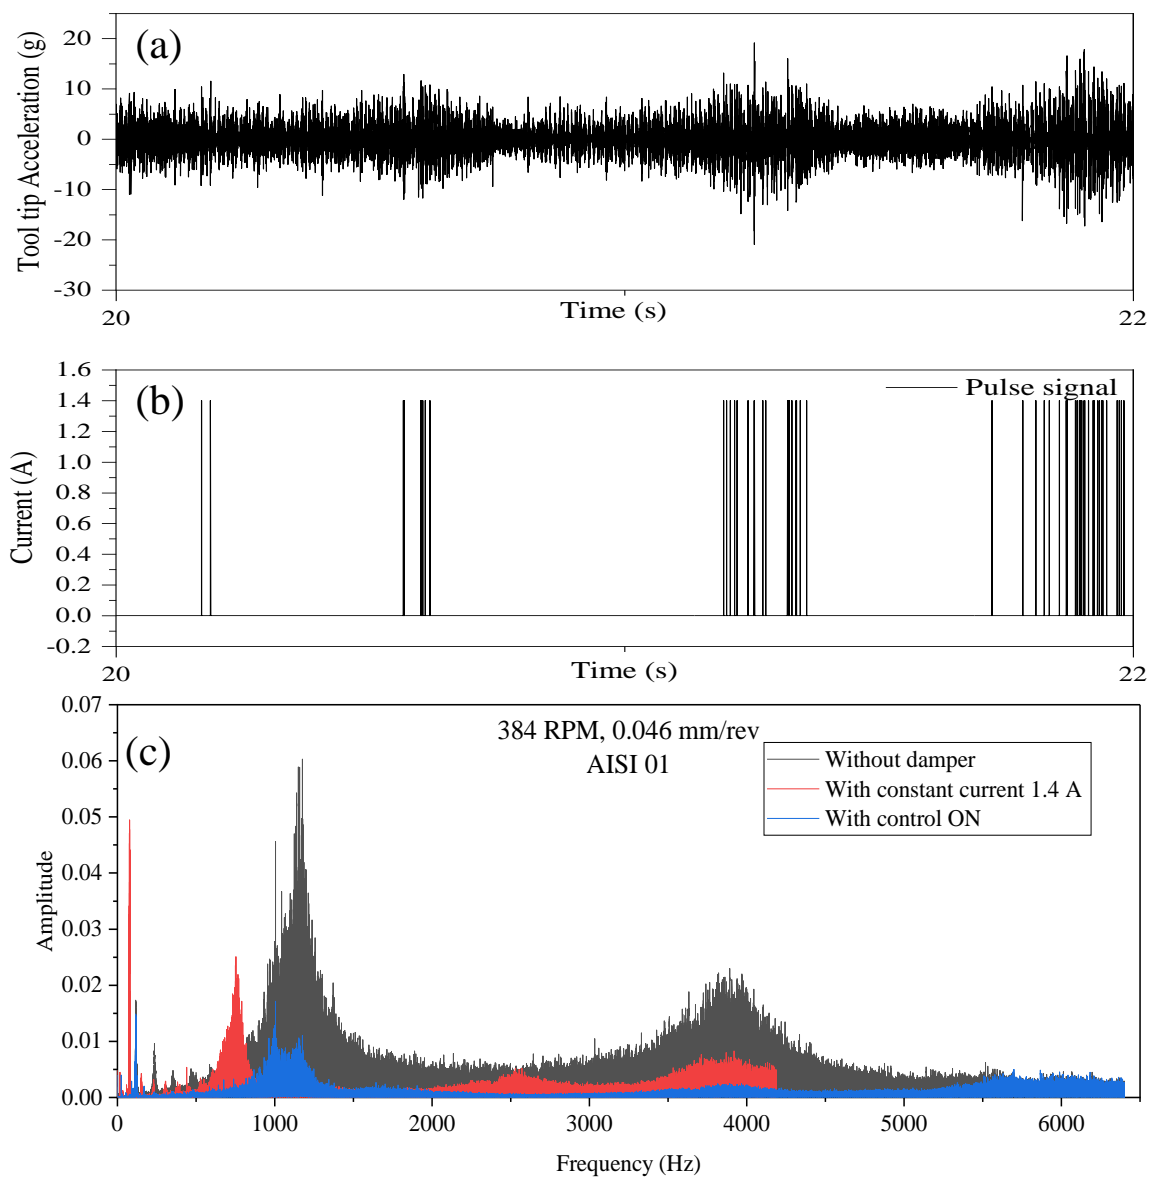 (a)
Tool tip Acceleration (g)
20
10
0
-10
-20
-30
20
Time (s)
22
(b)
Pulse signal
Current (A)
1.6
1.4
1.2
1.0
0.8
0.6
0.4
0.2
0.0
-0.2
20
Time (s)
22
(c)
384 RPM, 0.046 mm/rev
AISI 01
Without damper
With constant current 1.4 A
With control ON
Amplitude
0.07
0.06
0.05
0.04
0.03
0.02
0.01
0.00
0
1000
2000
3000
4000
5000
6000
Frequency (Hz)